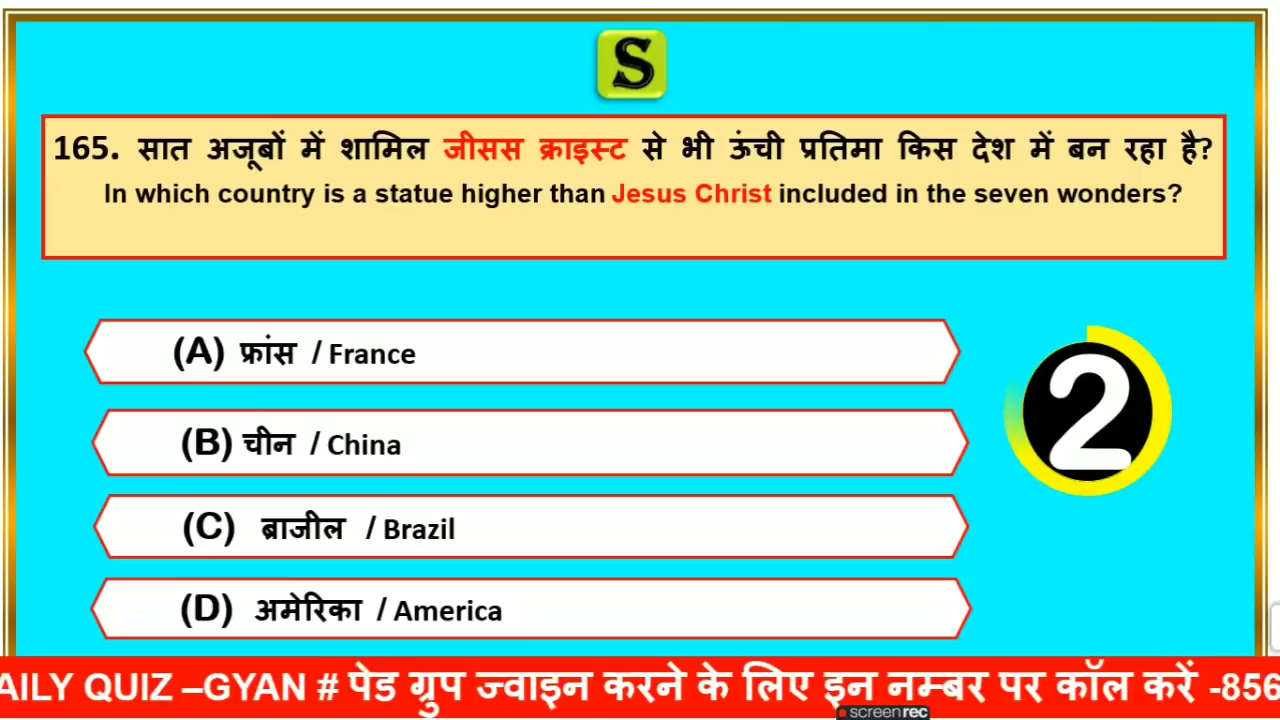 S
165. सात अजूबों में शामिल जीसस क्राइस्ट से भी ऊंची प्रतिमा किस देश में बन रहा है?
In which country is a statue higher than Jesus Christ included in the seven wonders?
(A) फ्रांस / France
(B) चीन / China
2
(C) ब्राजील / Brazil
(D) अमेरिका / America
AILY QUIZ –GYAN # पेड ग्रुप ज्वाइन करने के लिए इन नम्बर पर कॉल करें -856
screenrec